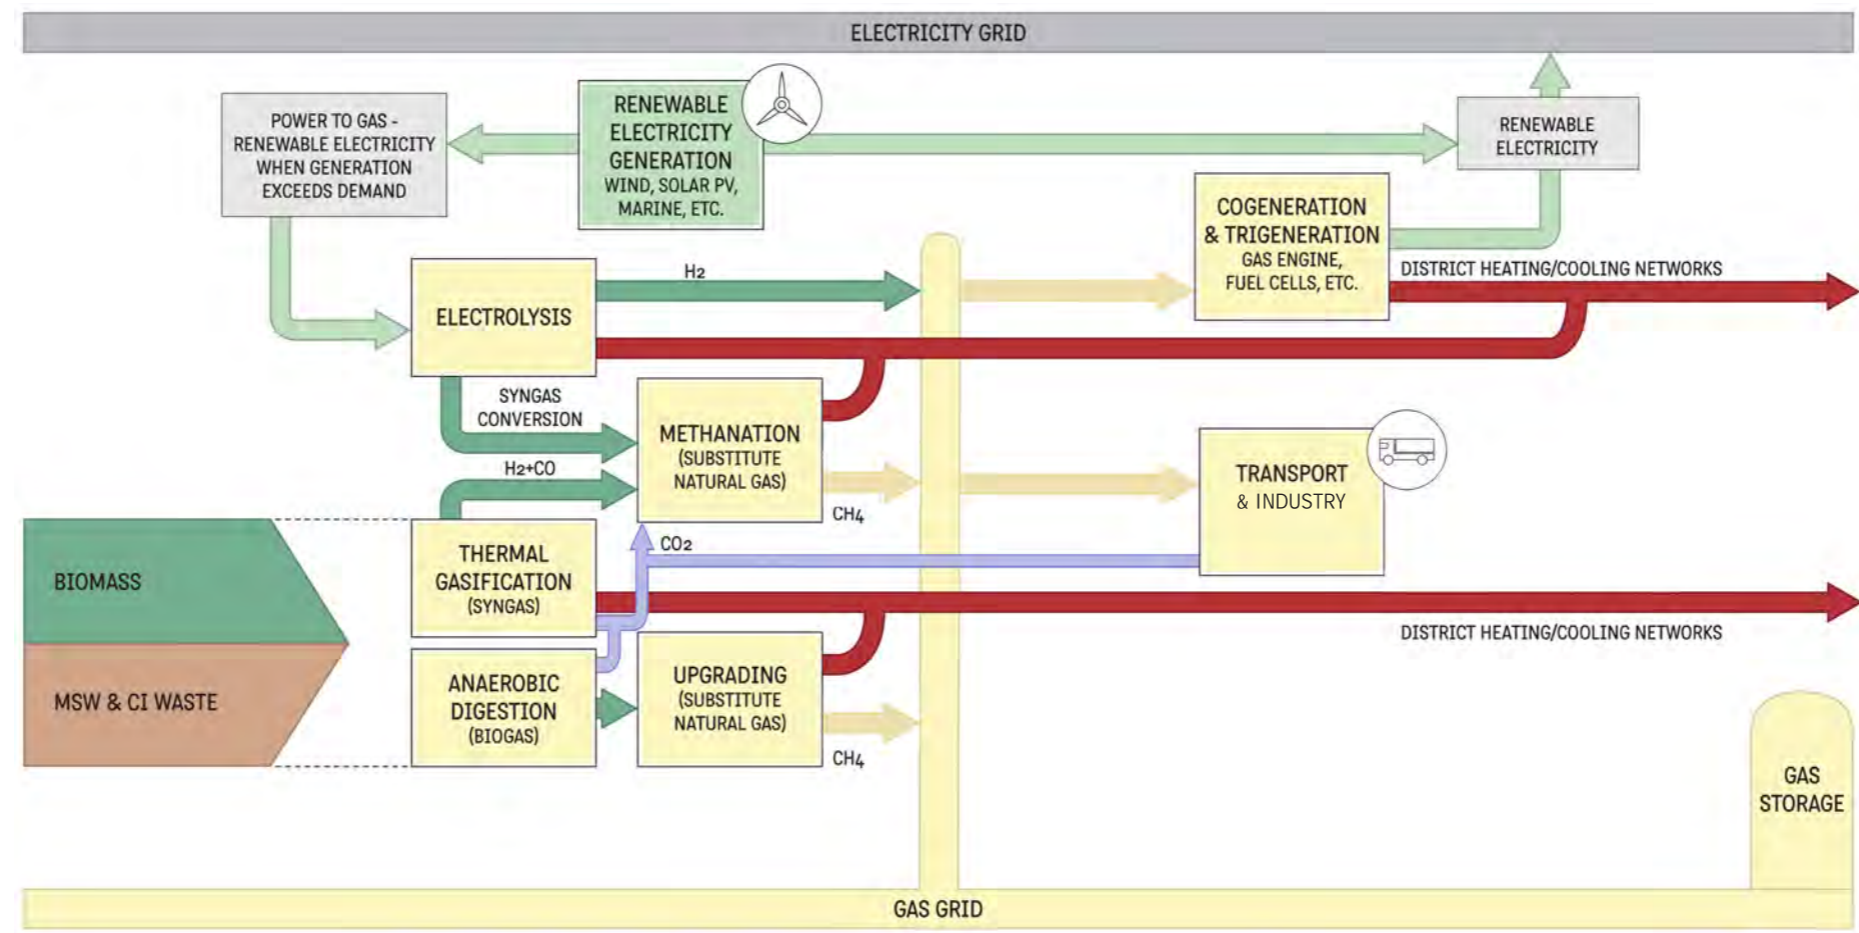 ELECTRICITY GRID
POWER TO GAS -
RENEWABLE ELECTRICITY
WHEN GENERATION
EXCEEDS DEMAND
RENEWABLE
ELECTRICITY
GENERATION
WIND, SOLAR PV,
MARINE, ETC.
RENEWABLE
ELECTRICITY
COGENERATION
& TRIGENERATION
GAS ENGINE,
FUEL CELLS, ETC.
DISTRICT HEATING/COOLING NETWORKS
H2
ELECTROLYSIS
SYNGAS
CONVERSION
H2+CO
METHANATION
(SUBSTITUTE
NATURAL GAS)
CH4
TRANSPORT
& INDUSTRY
CO2
BIOMASS
THERMAL
GASIFICATION
(SYNGAS)
DISTRICT HEATING/COOLING NETWORKS
MSW & CI WASTE
ANAEROBIC
DIGESTION
(BIOGAS)
UPGRADING
(SUBSTITUTE
NATURAL GAS)
CH4
GAS
STORAGE
GAS GRID